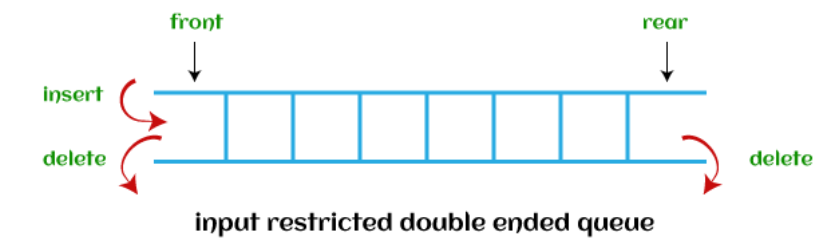 front rear
insert
delete delete
input restricted double ended queue